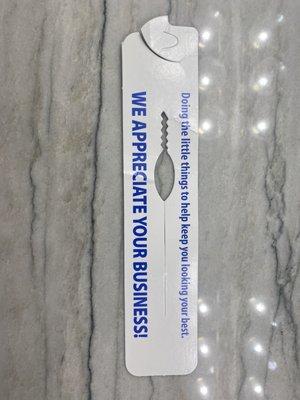 Doing the little things to help keep you looking your best.
WE APPRECIATE YOUR BUSINESS!